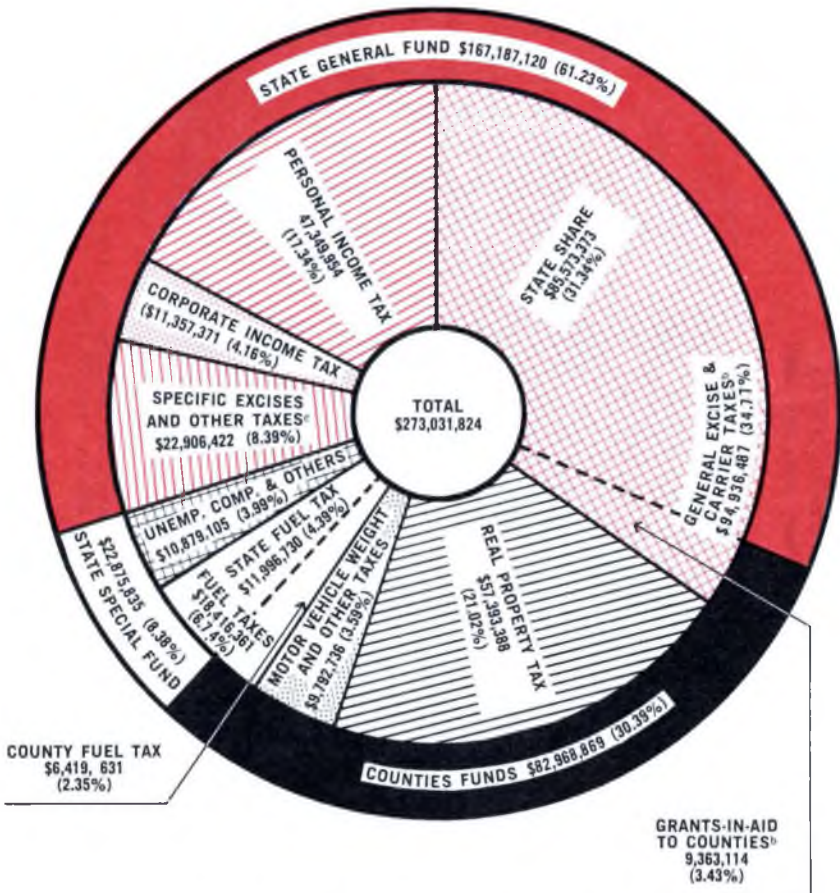 STATE GENERAL FUND $167,187,120 (61.23%)
PERSONAL INCOME TAX
47,349,954
(17.34%)
STATE SHARE
$85,573,373
(31.34%)
CORPORATE INCOME TAX
($11,357,371 (4.16%)
TOTAL
$273,031,824
SPECIFIC EXCISES
AND OTHER TAXESᶜ
$22,906,422 (8.39%)
GENERAL EXCISE &
CARRIER TAXESᵇ
$94,936,487 (34.77%)
UNEMP. COMP. & OTHERS
$10,879,105 (3.99%)
STATE FUEL TAX
$11,996,730 (4.39%)
FUEL TAXES
$18,416,361
(6.74%)
MOTOR VEHICLE WEIGHT
AND OTHER TAXES
$9,792,736 (3.59%)
REAL PROPERTY TAX
$57,393,388
(21.02%)
$22,875,835 (8.38%)
STATE SPECIAL FUND
COUNTIES FUNDS $82,968,869 (30.39%)
COUNTY FUEL TAX
$6,419, 631
(2.35%)
GRANTS-IN-AID
TO COUNTIESᵇ
9,363,114
(3.43%)